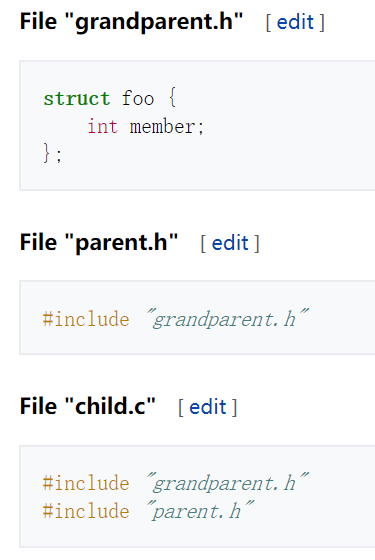 File "grandparent.h" [ edit ]
struct foo {
    int member;
};
File "parent.h" [ edit ]
#include "grandparent.h"
File "child.c" [ edit ]
#include "grandparent.h"
#include "parent.h"